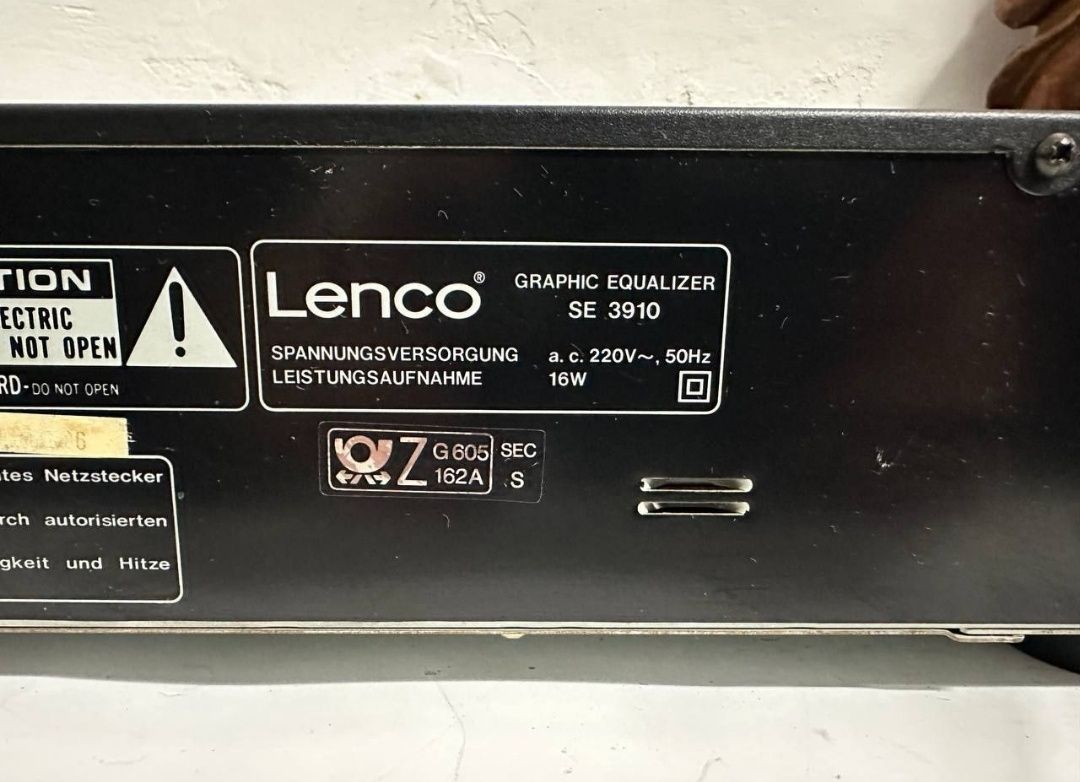 TION
ECTRIC
NOT OPEN
RD-DO NOT OPEN
Lenco®
GRAPHIC EQUALIZER
SE 3910
SPANNUNGSVERSORGUNG a. c. 220V~, 50Hz
LEISTUNGSAUFNAHME 16W
6
Z G 605 SEC
162A S
tes Netzstecker
rch autorisierten
gkeit und Hitze